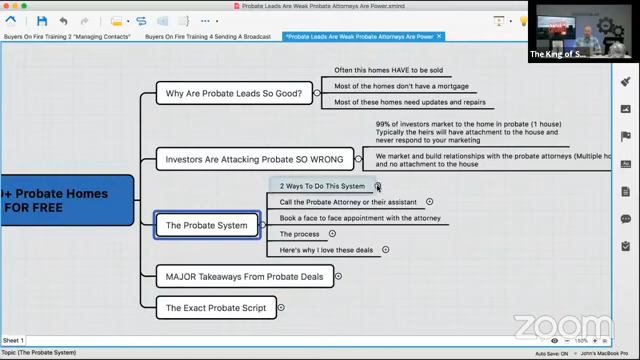 Probate Leads Are Weak Probate Attorneys Are Power.xmind
Buyers On Fire Training 2 "Managing Contacts"
Buyers On Fire Training 4 Sending A Broadcast
*Probate Leads Are Weak Probate Attorneys Are Power
The King of S...
Often this homes HAVE to be sold
Why Are Probate Leads So Good?
Most of the homes don't have a mortgage
Most of these homes need updates and repairs
99% of investors market to the home in probate (1 house)
Typically the heirs will have attachment to the house and
never respond to your marketing
Investors Are Attacking Probate SO WRONG
We market and build relationships with the probate attorneys (Multiple ho
and no attachment to the house
0+ Probate Homes
FOR FREE
2 Ways To Do This System
Call the Probate Attorney or their assistant
The Probate System
Book a face to face appointment with the attorney
The process
Here's why I love these deals
MAJOR Takeaways From Probate Deals
The Exact Probate Script
zoom
Sheet 1
150%
Topic (The Probate System)
Auto Save: ON
John's MacBook Pro